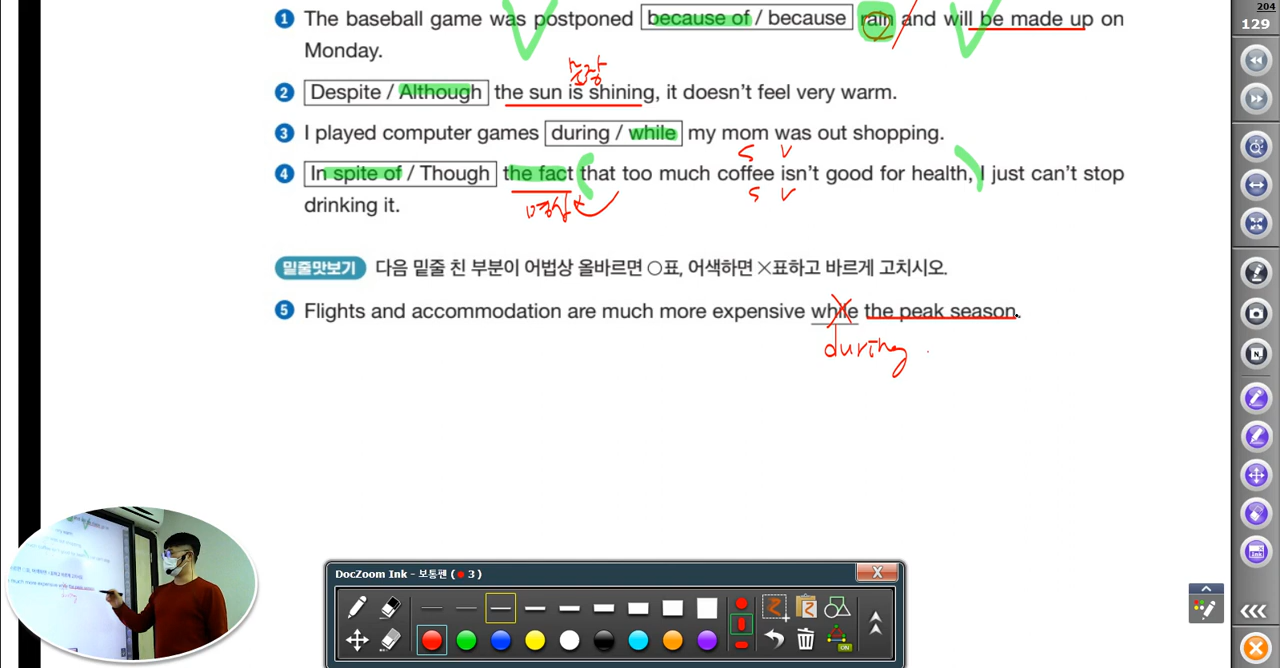 204
129
1 The baseball game was postponed because of / because rain and will be made up on
Monday.
2 Despite / Although the sun is shining, it doesn't feel very warm.
3 I played computer games during / while my mom was out shopping.
S V
4 In spite of / Though the fact that too much coffee isn't good for health, I just can't stop
S V
drinking it.
밑줄맛보기 다음 밑줄 친 부분이 어법상 올바르면 ○표, 어색하면 ×표하고 바르게 고치시오.
5 Flights and accommodation are much more expensive while the peak season.
during
DocZoom Ink - 보통펜 ( 3 )
X
ON
N
Ink